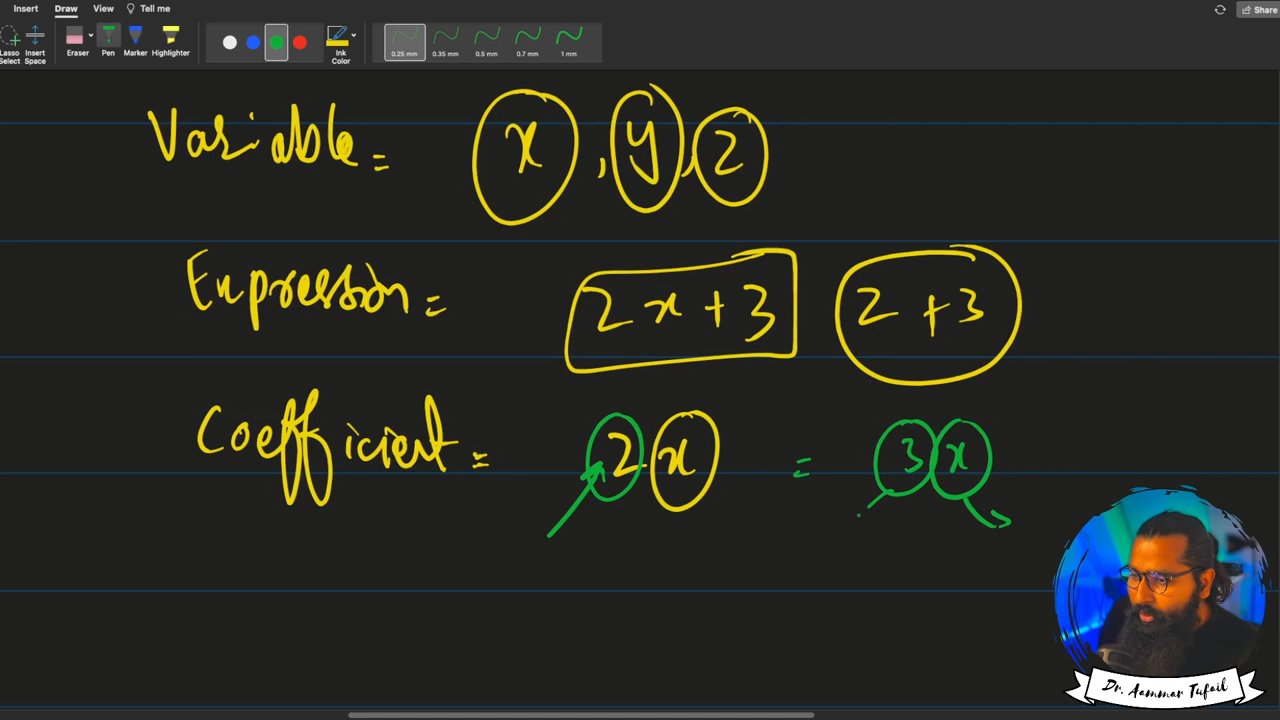 Insert Draw View Tell me
Share
Lasso Select Insert Space Eraser Pen Marker Highlighter Ink Color 0.25 mm 0.35 mm 0.5 mm 0.7 mm 1 mm
Variable = x, y, z
Expression = 2x + 3 2 + 3
Coefficient = 2x = 3x
Dr. Aammar Tufail